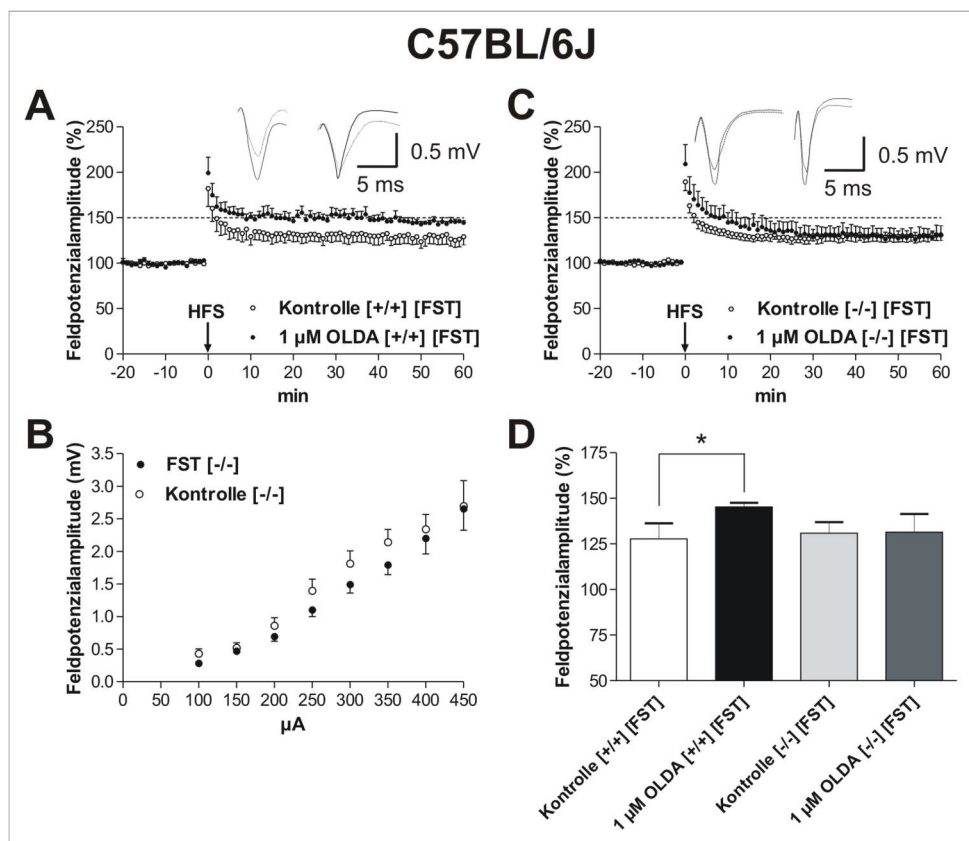 C57BL/6J
A
Feldpotenzialamplitude (%)
250
200
150
100
50
0
0.5 mV
5 ms
HFS
Kontrolle [+/+] [FST]
1 µM OLDA [+/+] [FST]
-20 -10 0 10 20 30 40 50 60
min
C
Feldpotenzialamplitude (%)
250
200
150
100
50
0
0.5 mV
5 ms
HFS
Kontrolle [-/-] [FST]
1 µM OLDA [-/-] [FST]
-20 -10 0 10 20 30 40 50 60
min
B
Feldpotenzialamplitude (mV)
3.5
3.0
2.5
2.0
1.5
1.0
0.5
0.0
FST [-/-]
Kontrolle [-/-]
0 50 100 150 200 250 300 350 400 450
µA
D
Feldpotenzialamplitude (%)
175
150
125
100
75
50
*
Kontrolle [+/+] [FST]
1 µM OLDA [+/+] [FST]
Kontrolle [-/-] [FST]
1 µM OLDA [-/-] [FST]